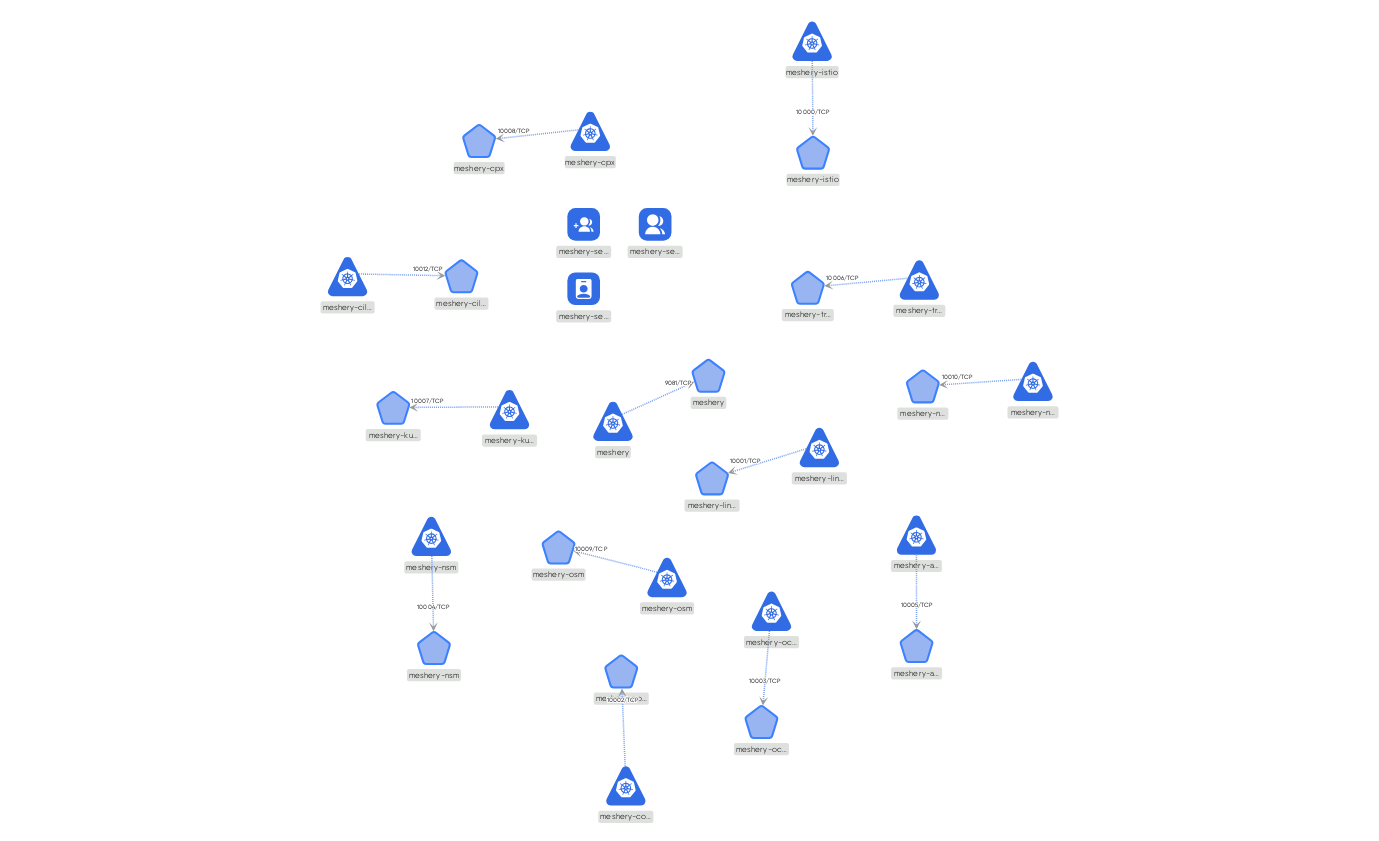 meshery-istio
10000/TCP
meshery-istio
10008/TCP
meshery-cpx
meshery-cpx
meshery-se...
meshery-se...
meshery-se...
10012/TCP
meshery-cil...
meshery-cil...
10006/TCP
meshery-tr...
meshery-tr...
10007/TCP
meshery-ku...
meshery-ku...
9081/TCP
meshery
meshery
10010/TCP
meshery-n...
meshery-n...
10001/TCP
meshery-lin...
meshery-lin...
meshery-nsm
10004/TCP
meshery-nsm
10009/TCP
meshery-osm
meshery-osm
meshery-a...
10005/TCP
meshery-a...
meshery-oc...
10003/TCP
meshery-oc...
10002/TCP
meshery-co...